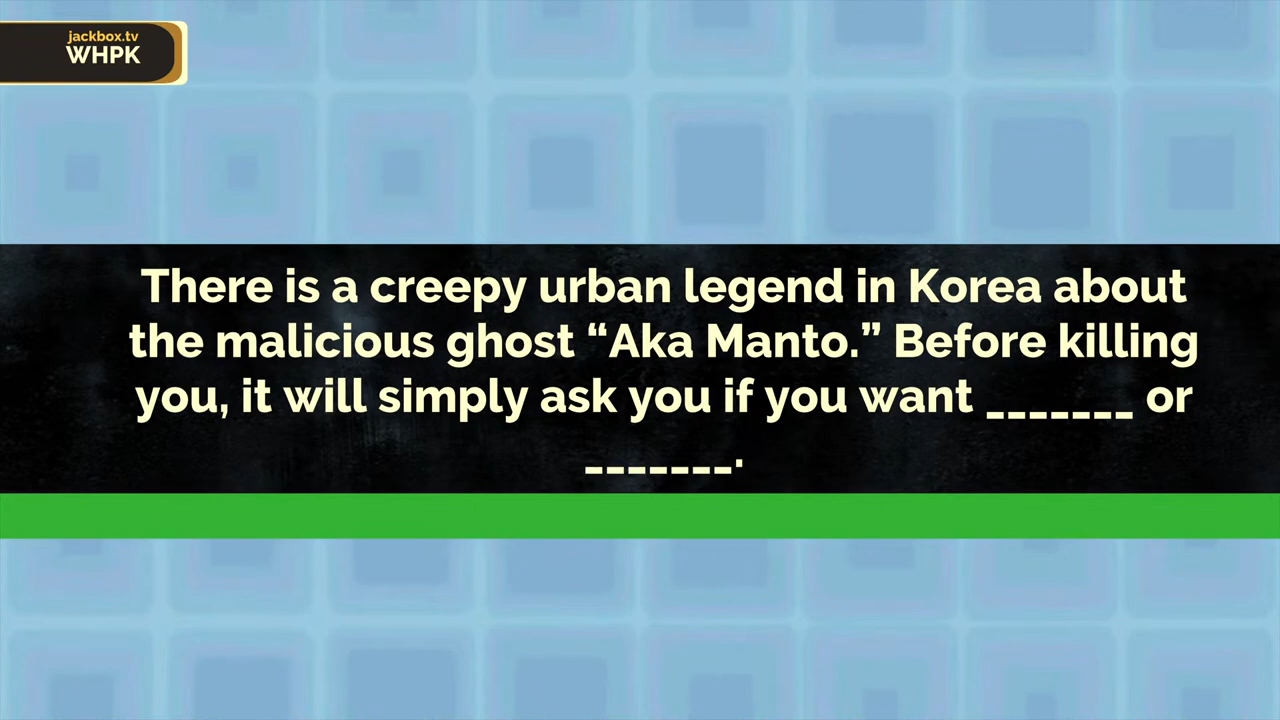 jackbox.tv
WHPK
There is a creepy urban legend in Korea about
the malicious ghost “Aka Manto.” Before killing
you, it will simply ask you if you want _______ or
_______.